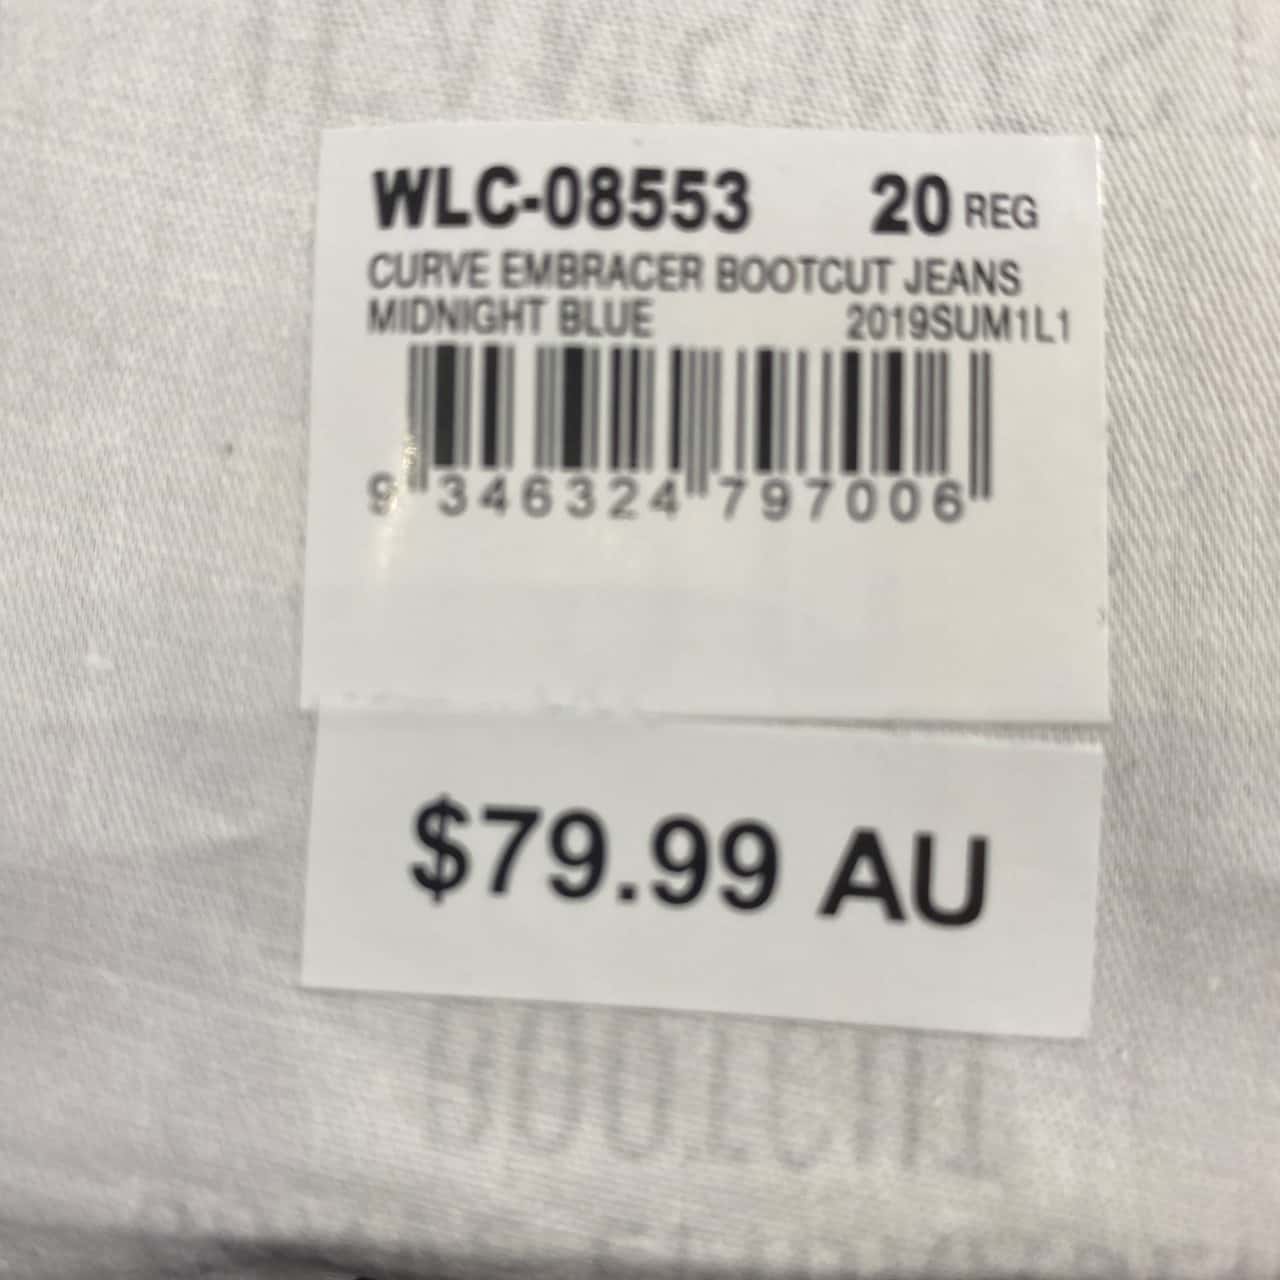 WLC-08553 20 REG
CURVE EMBRACER BOOTCUT JEANS
MIDNIGHT BLUE 2019SUM1L1
9 346324 797006
$79.99 AU